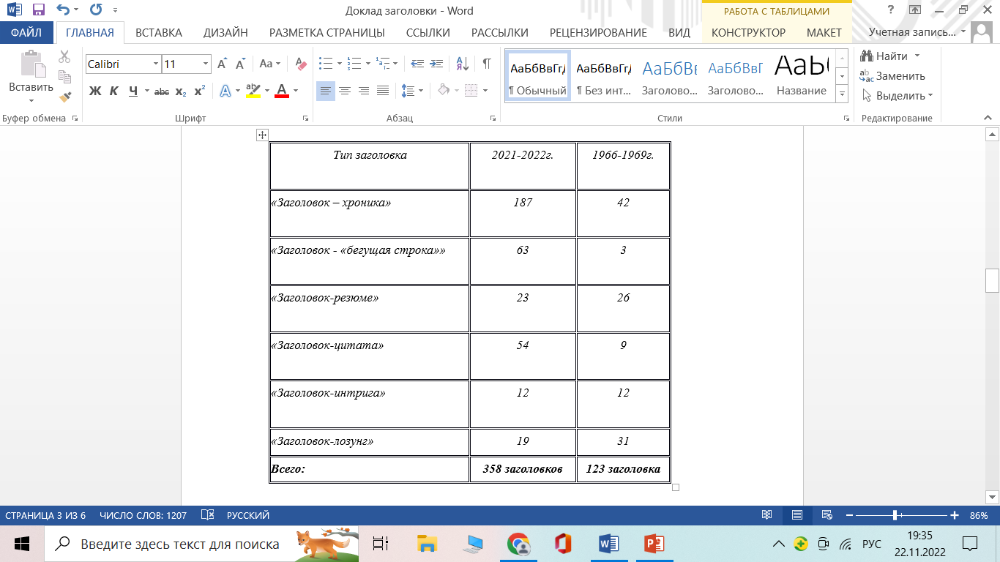 Доклад заголовки - Word
РАБОТА С ТАБЛИЦАМИ
?
ФАЙЛ ГЛАВНАЯ ВСТАВКА ДИЗАЙН РАЗМЕТКА СТРАНИЦЫ ССЫЛКИ РАССЫЛКИ РЕЦЕНЗИРОВАНИЕ ВИД КОНСТРУКТОР МАКЕТ Учетная запись...
Вставить
Calibri 11
Ж К Ч abc x₂ x²
АаБбВвГгД АаБбВвГгД АаБбВв АаБбВвГ АаЬ
¶ Обычный ¶ Без инт... Заголово... Заголово... Название
Найти
Заменить
Выделить
Буфер обмена Шрифт Абзац Стили Редактирование
Тип заголовка 2021-2022г. 1966-1969г.
«Заголовок – хроника» 187 42
«Заголовок - «бегущая строка»» 63 3
«Заголовок-резюме» 23 26
«Заголовок-цитата» 54 9
«Заголовок-интрига» 12 12
«Заголовок-лозунг» 19 31
Всего: 358 заголовков 123 заголовка
СТРАНИЦА 3 ИЗ 6 ЧИСЛО СЛОВ: 1207 РУССКИЙ 86%
Введите здесь текст для поиска
РУС
19:35
22.11.2022